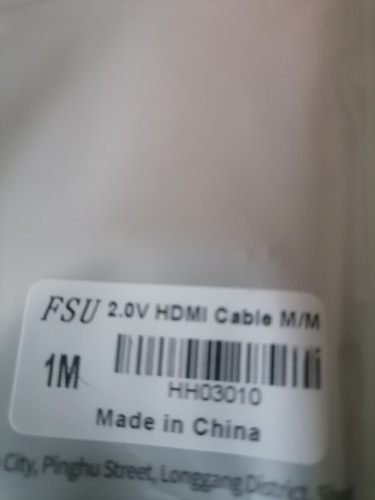 FSU 2.0V HDMI Cable M/M
1M
HH03010
Made in China
City, Pinghu Street, Longgang District,